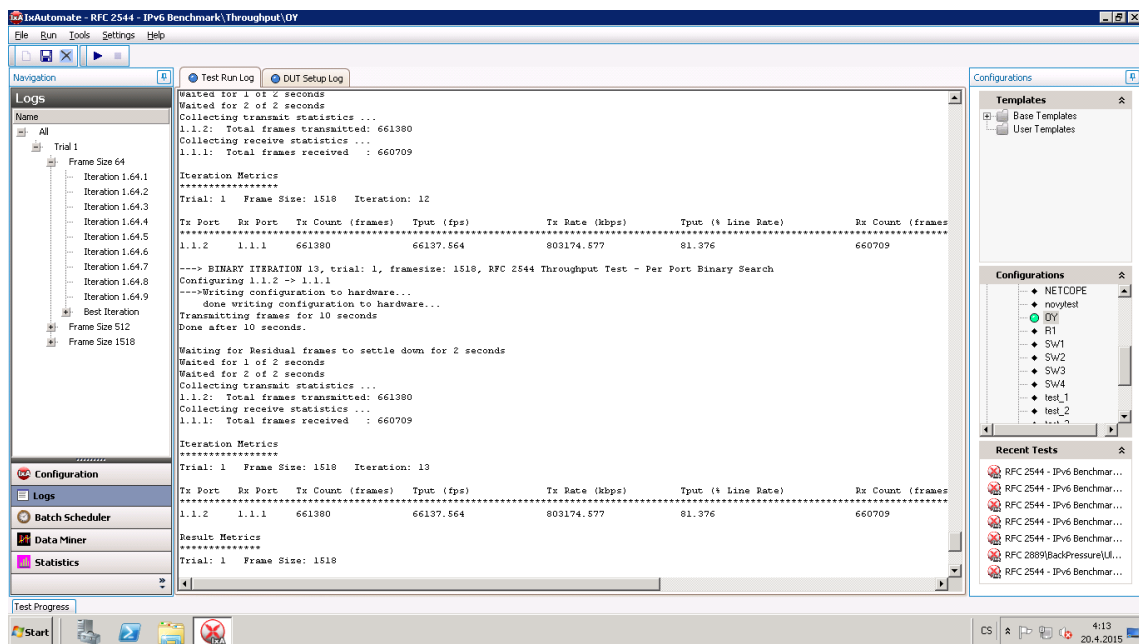 IxAutomate - RFC 2544 - IPv6 Benchmark\Throughput\OY
File Run Tools Settings Help
Navigation
Logs
Name
All
Trial 1
Frame Size 64
Iteration 1.64.1
Iteration 1.64.2
Iteration 1.64.3
Iteration 1.64.4
Iteration 1.64.5
Iteration 1.64.6
Iteration 1.64.7
Iteration 1.64.8
Iteration 1.64.9
Best Iteration
Frame Size 512
Frame Size 1518
Configuration
Logs
Batch Scheduler
Data Miner
Statistics
Test Run Log DUT Setup Log
Waited for 1 of 2 seconds
Waited for 2 of 2 seconds
Collecting transmit statistics ...
1.1.2: Total frames transmitted: 661380
Collecting receive statistics ...
1.1.1: Total frames received : 660709
Iteration Metrics
*****************
Trial: 1 Frame Size: 1518 Iteration: 12
Tx Port Rx Port Tx Count (frames) Tput (fps) Tx Rate (kbps) Tput (% Line Rate) Rx Count (frames
1.1.2 1.1.1 661380 66137.564 803174.577 81.376 660709
---> BINARY ITERATION 13, trial: 1, framesize: 1518, RFC 2544 Throughput Test - Per Port Binary Search
Configuring 1.1.2 -> 1.1.1
--->Writing configuration to hardware...
done writing configuration to hardware...
Transmitting frames for 10 seconds
Done after 10 seconds.
Waiting for Residual frames to settle down for 2 seconds
Waited for 1 of 2 seconds
Waited for 2 of 2 seconds
Collecting transmit statistics ...
1.1.2: Total frames transmitted: 661380
Collecting receive statistics ...
1.1.1: Total frames received : 660709
Iteration Metrics
*****************
Trial: 1 Frame Size: 1518 Iteration: 13
Tx Port Rx Port Tx Count (frames) Tput (fps) Tx Rate (kbps) Tput (% Line Rate) Rx Count (frames
1.1.2 1.1.1 661380 66137.564 803174.577 81.376 660709
Result Metrics
**************
Trial: 1 Frame Size: 1518
Configurations
Templates
Base Templates
User Templates
Configurations
NETCOPE
novytest
OY
R1
SW1
SW2
SW3
SW4
test_1
test_2
Recent Tests
RFC 2544 - IPv6 Benchmar...
RFC 2544 - IPv6 Benchmar...
RFC 2544 - IPv6 Benchmar...
RFC 2544 - IPv6 Benchmar...
RFC 2544 - IPv6 Benchmar...
RFC 2889\BackPressure\Ul...
RFC 2544 - IPv6 Benchmar...
Test Progress
Start
IxA
CS
4:13
20.4.2015